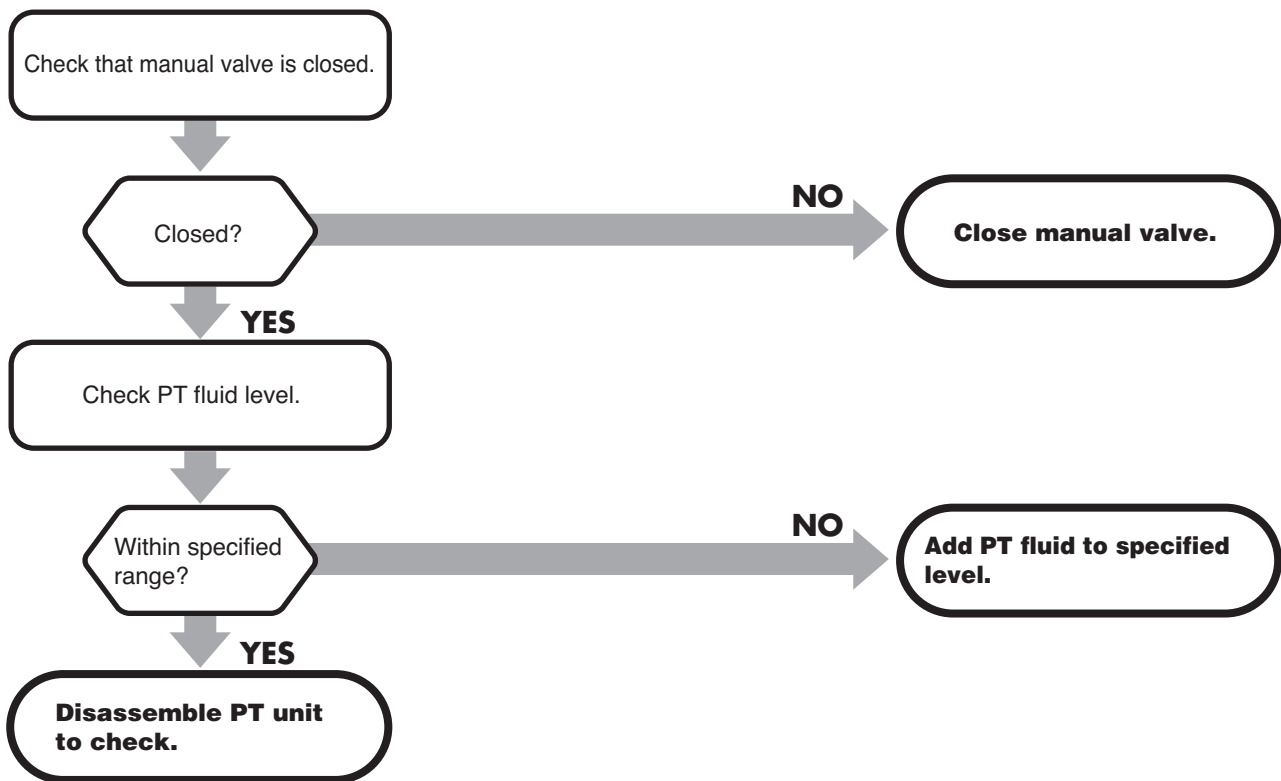 Check that manual valve is closed.
NO
Closed?
Close manual valve.
YES
Check PT fluid level.
NO
Within specified
range?
Add PT fluid to specified
level.
YES
Disassemble PT unit
to check.